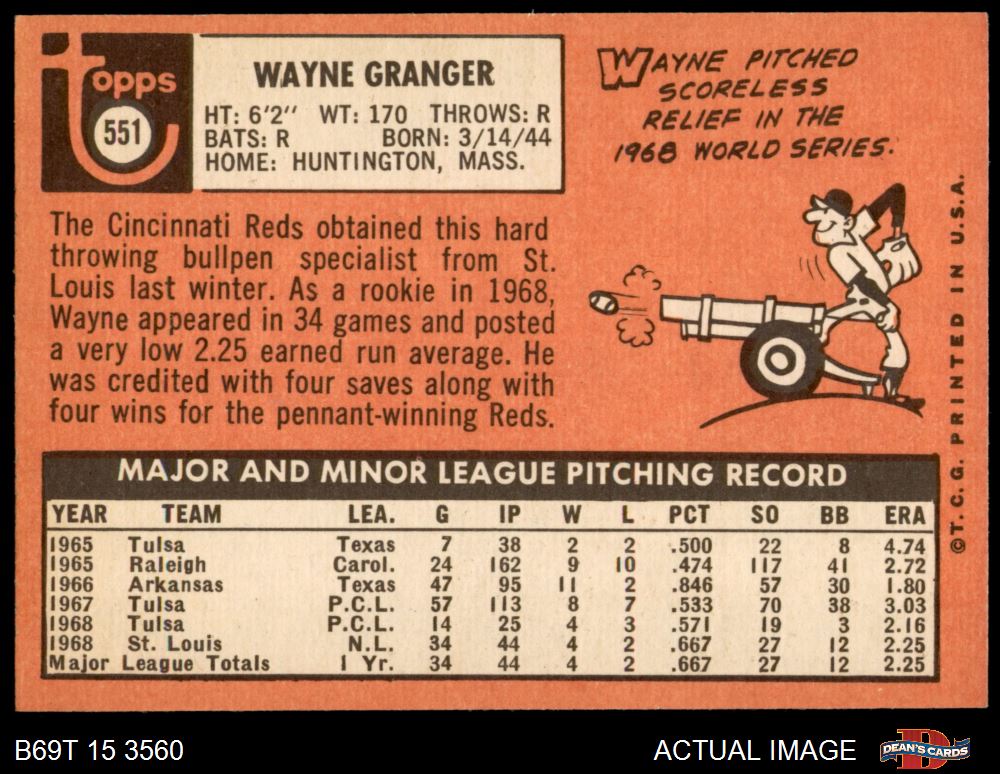 Topps
551
WAYNE GRANGER
HT: 6'2" WT: 170 THROWS: R
BATS: R BORN: 3/14/44
HOME: HUNTINGTON, MASS.
WAYNE PITCHED
SCORELESS
RELIEF IN THE
1968 WORLD SERIES.
The Cincinnati Reds obtained this hard
throwing bullpen specialist from St.
Louis last winter. As a rookie in 1968,
Wayne appeared in 34 games and posted
a very low 2.25 earned run average. He
was credited with four saves along with
four wins for the pennant-winning Reds.
MAJOR AND MINOR LEAGUE PITCHING RECORD
YEAR TEAM LEA. G IP W L PCT SO BB ERA
1965 Tulsa Texas 7 38 2 2 .500 22 8 4.74
1965 Raleigh Carol. 24 162 9 10 .474 117 41 2.72
1966 Arkansas Texas 47 95 11 2 .846 57 30 1.80
1967 Tulsa P.C.L. 57 113 8 7 .533 70 38 3.03
1968 Tulsa P.C.L. 14 25 4 3 .571 19 3 2.16
1968 St. Louis N.L. 34 44 4 2 .667 27 12 2.25
Major League Totals 1 Yr. 34 44 4 2 .667 27 12 2.25
©T.C.G. PRINTED IN U.S.A.
B69T 15 3560
ACTUAL IMAGE
DEAN'S CARDS